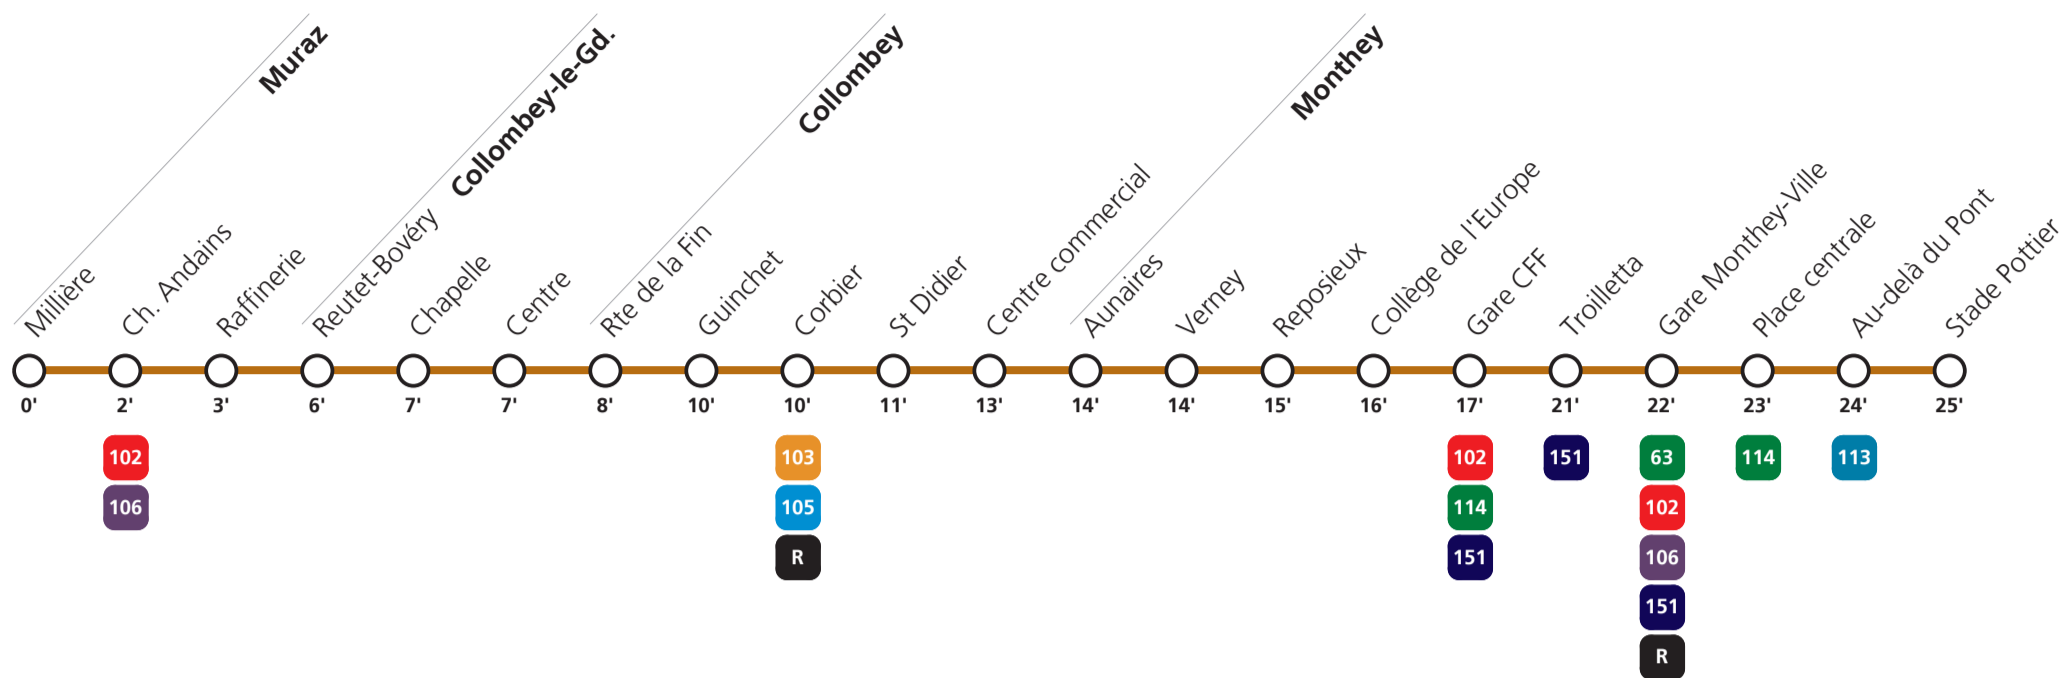 Muraz
Collombey-le-Gd.
Collombey
Monthey
Millière
Ch. Andains
Raffinerie
Reutet-Bovéry
Chapelle
Centre
Rte de la Fin
Guinchet
Corbier
St Didier
Centre commercial
Aunaires
Verney
Reposieux
Collège de l'Europe
Gare CFF
Troilletta
Gare Monthey-Ville
Place centrale
Au-delà du Pont
Stade Pottier
0' 2' 3' 6' 7' 7' 8' 10' 10' 11' 13' 14' 14' 15' 16' 17' 21' 22' 23' 24' 25'
102 103 102 151 63 114 113
106 105 114 102
R 151 106
151
R